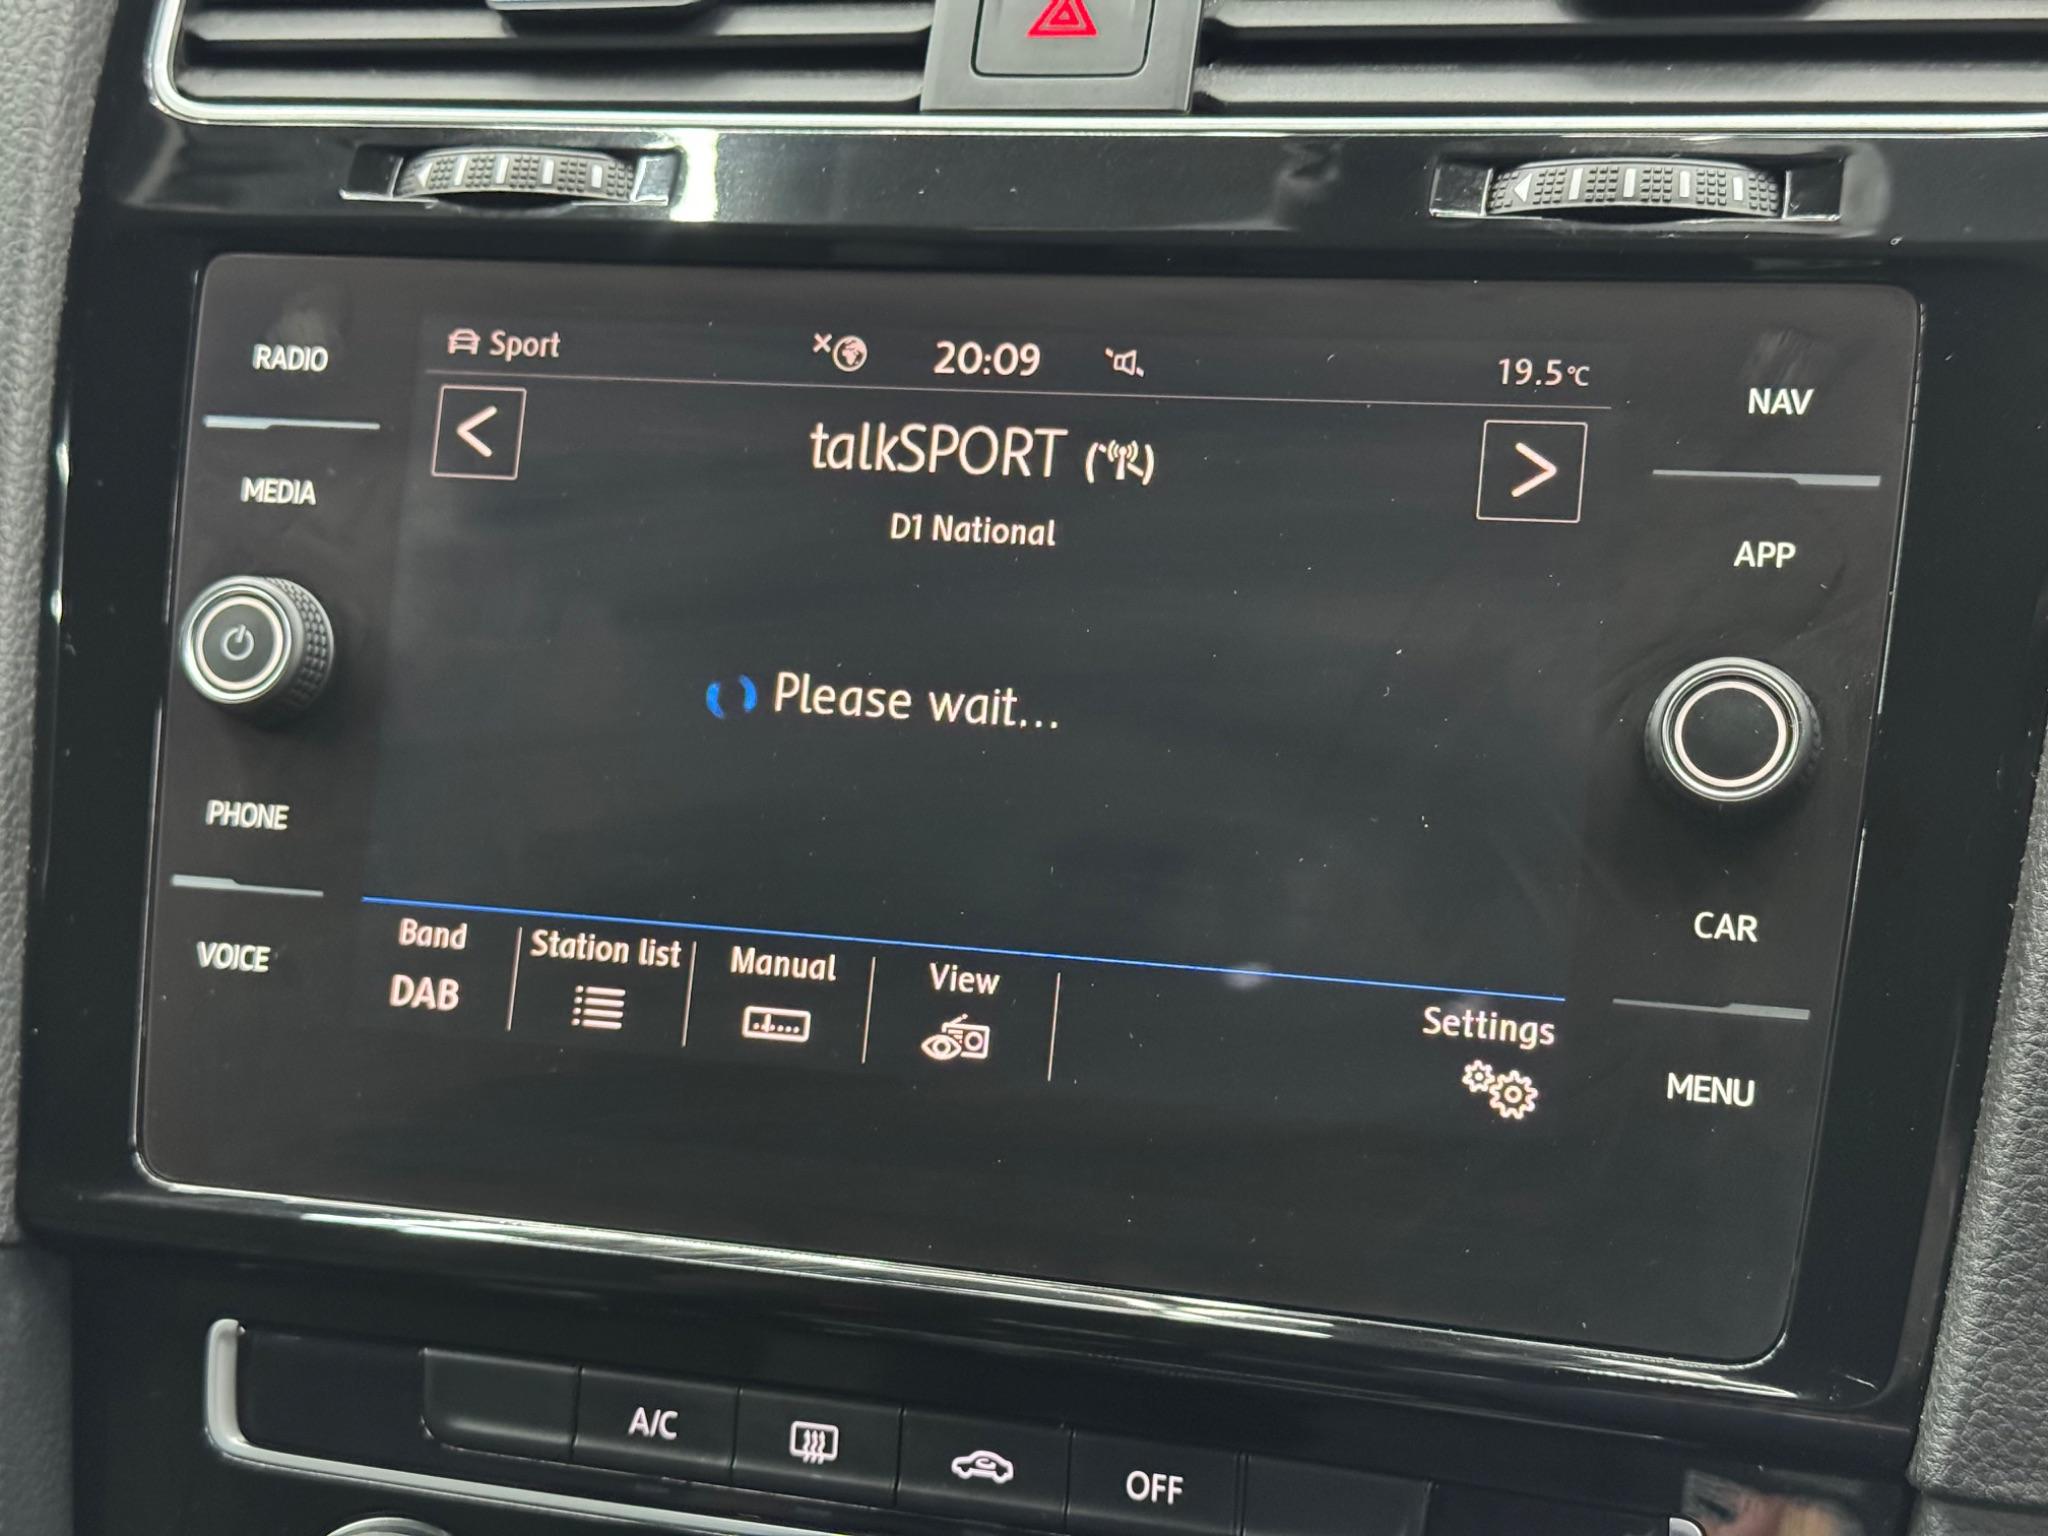 RADIO
MEDIA
PHONE
VOICE
Sport
20:09
19.5°C
talkSPORT
D1 National
Please wait...
Band
DAB
Station list
Manual
View
Settings
NAV
APP
CAR
MENU
A/C
OFF